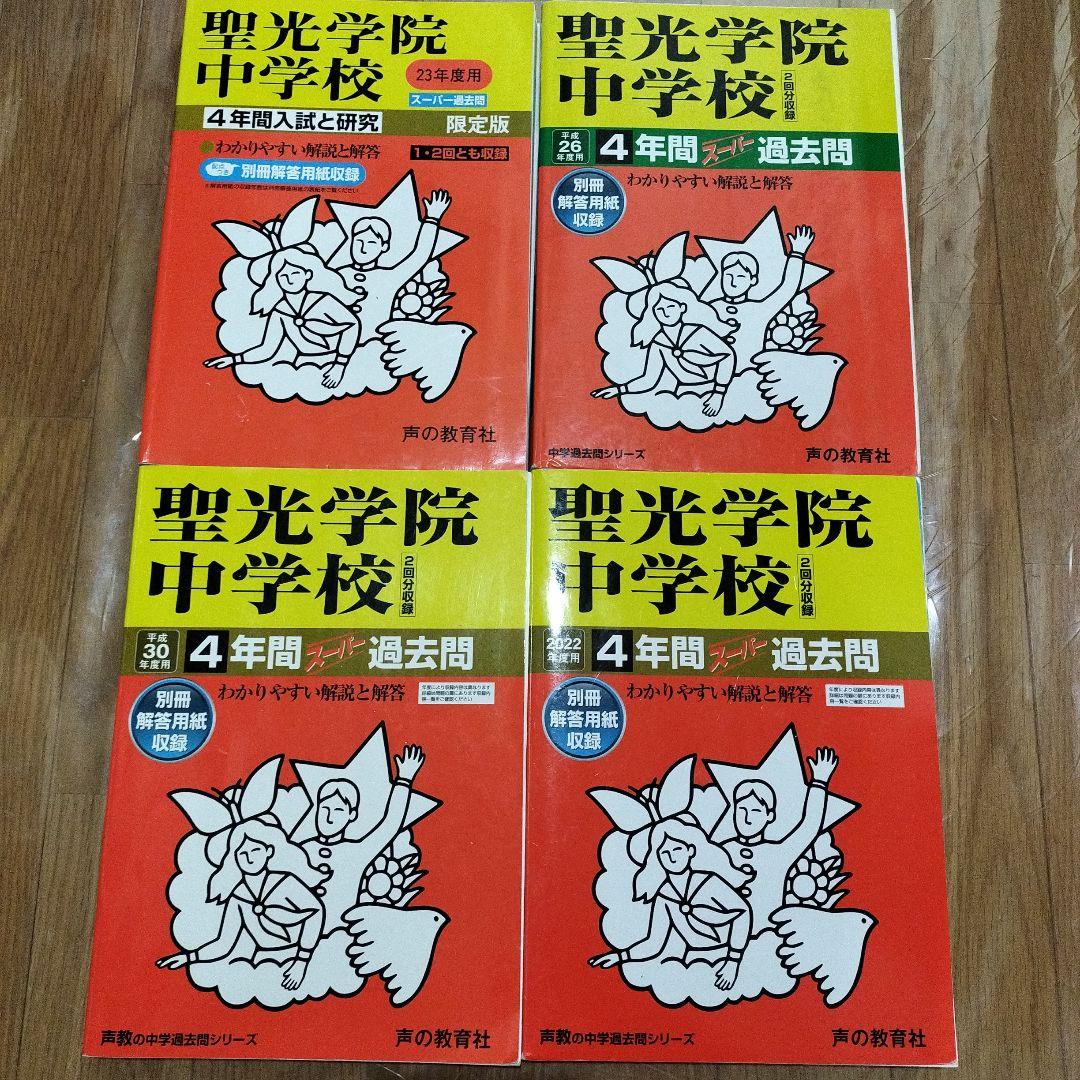 聖光学院
中学校
23年度用
スーパー過去問
4年間入試と研究
限定版
わかりやすい解説と解答
1・2回とも収録
別冊解答用紙収録
聖光学院
中学校
2回分収録
平成
26
年度用
4年間スーパー過去問
わかりやすい解説と解答
別冊
解答用紙
収録
声の教育社
中学過去問シリーズ
声の教育社
聖光学院
中学校
2回分収録
平成
30
年度用
4年間スーパー過去問
わかりやすい解説と解答
別冊
解答用紙
収録
声教の中学過去問シリーズ
声の教育社
聖光学院
中学校
2回分収録
2022
年度用
4年間スーパー過去問
わかりやすい解説と解答
別冊
解答用紙
収録
声教の中学過去問シリーズ
声の教育社